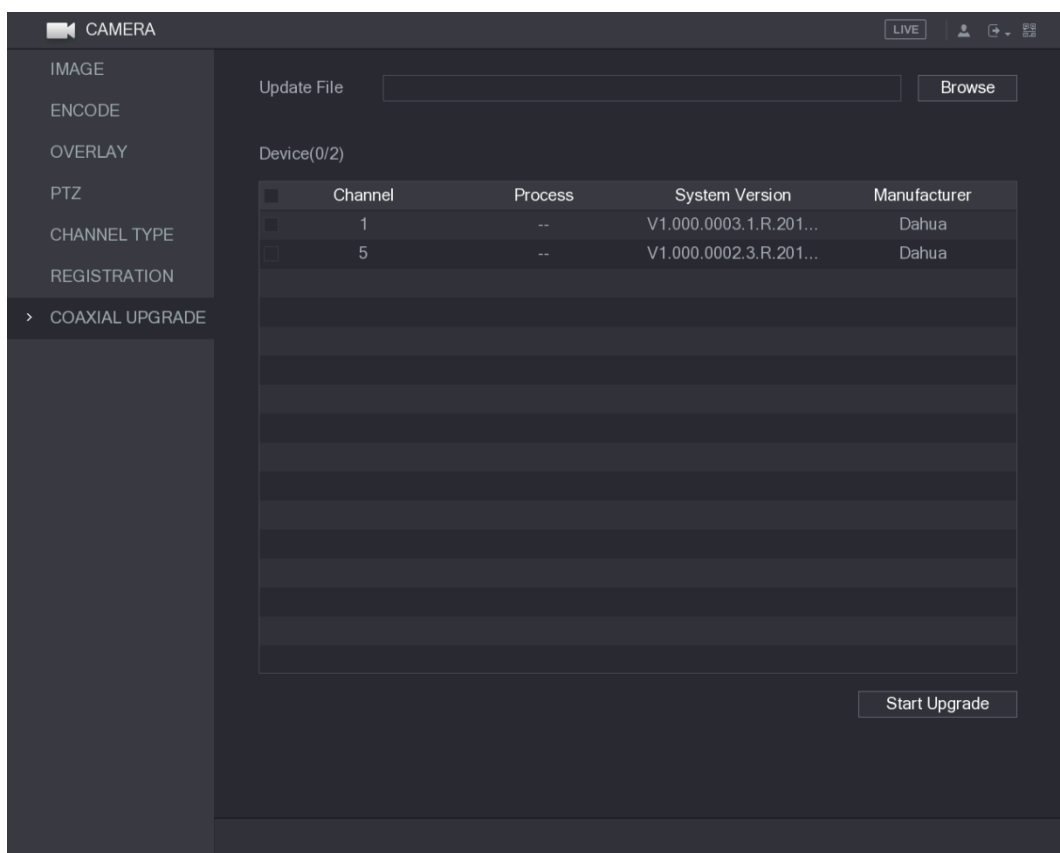 CAMERA LIVE
IMAGE
ENCODE
OVERLAY
PTZ
CHANNEL TYPE
REGISTRATION
> COAXIAL UPGRADE
Update File Browse
Device(0/2)
Channel Process System Version Manufacturer
1 -- V1.000.0003.1.R.201... Dahua
5 -- V1.000.0002.3.R.201... Dahua
Start Upgrade